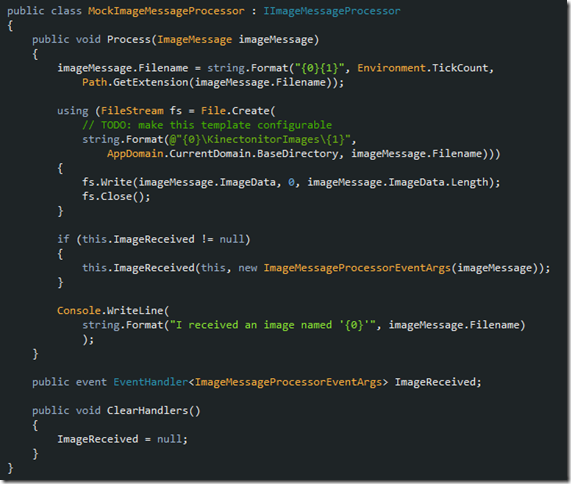 public class MockImageMessageProcessor : IImageMessageProcessor
{
    public void Process(ImageMessage imageMessage)
    {
        imageMessage.Filename = string.Format("{0}{1}", Environment.TickCount,
            Path.GetExtension(imageMessage.Filename));

        using (FileStream fs = File.Create(
            // TODO: make this template configurable
            string.Format(@"{0}\KinectonitorImages\{1}",
                AppDomain.CurrentDomain.BaseDirectory, imageMessage.Filename)))
        {
            fs.Write(imageMessage.ImageData, 0, imageMessage.ImageData.Length);
            fs.Close();
        }

        if (this.ImageReceived != null)
        {
            this.ImageReceived(this, new ImageMessageProcessorEventArgs(imageMessage));
        }

        Console.WriteLine(
            string.Format("I received an image named '{0}'", imageMessage.Filename)
            );
    }

    public event EventHandler<ImageMessageProcessorEventArgs> ImageReceived;

    public void ClearHandlers()
    {
        ImageReceived = null;
    }
}